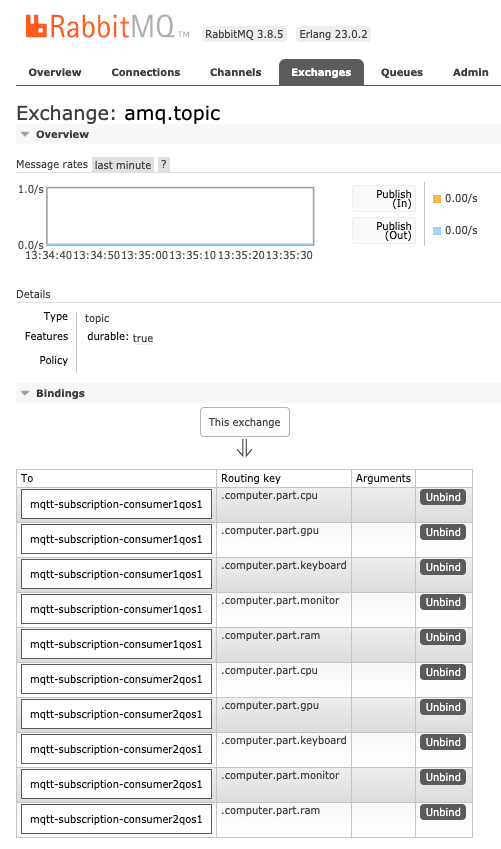 RabbitMQ TM RabbitMQ 3.8.5 Erlang 23.0.2
Overview Connections Channels Exchanges Queues Admin
Exchange: amq.topic
Overview
Message rates last minute ?
1.0/s
0.0/s
13:34:40 13:34:50 13:35:00 13:35:10 13:35:20 13:35:30
Publish (In) 0.00/s
Publish (Out) 0.00/s
Details
Type topic
Features durable: true
Policy
Bindings
This exchange
⇓
To Routing key Arguments
mqtt-subscription-consumer1qos1 .computer.part.cpu Unbind
mqtt-subscription-consumer1qos1 .computer.part.gpu Unbind
mqtt-subscription-consumer1qos1 .computer.part.keyboard Unbind
mqtt-subscription-consumer1qos1 .computer.part.monitor Unbind
mqtt-subscription-consumer1qos1 .computer.part.ram Unbind
mqtt-subscription-consumer2qos1 .computer.part.cpu Unbind
mqtt-subscription-consumer2qos1 .computer.part.gpu Unbind
mqtt-subscription-consumer2qos1 .computer.part.keyboard Unbind
mqtt-subscription-consumer2qos1 .computer.part.monitor Unbind
mqtt-subscription-consumer2qos1 .computer.part.ram Unbind